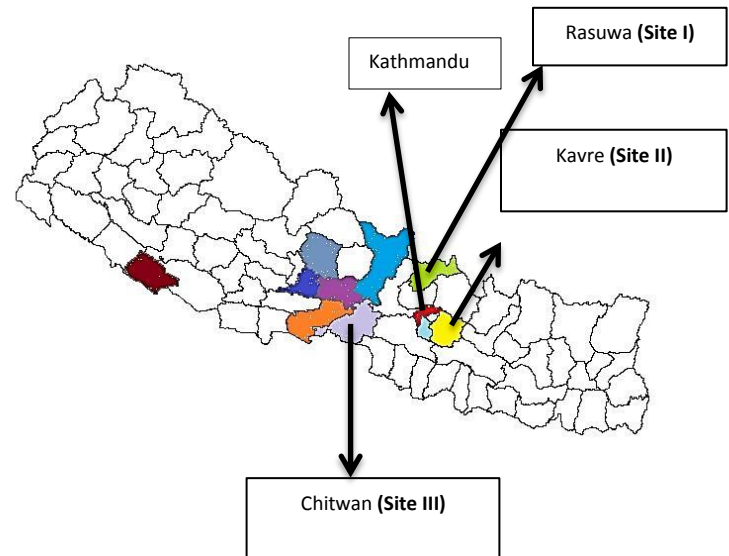 Rasuwa (Site I)
Kathmandu
Kavre (Site II)
Chitwan (Site III)